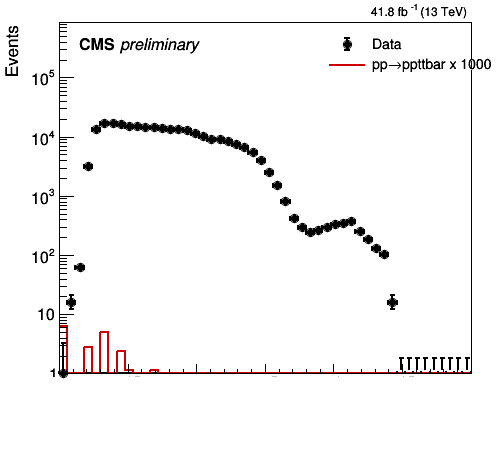 41.8 fb⁻¹ (13 TeV)
Events
CMS preliminary
Data
pp→ppttbar x 1000
10⁵
10⁴
10³
10²
10
1